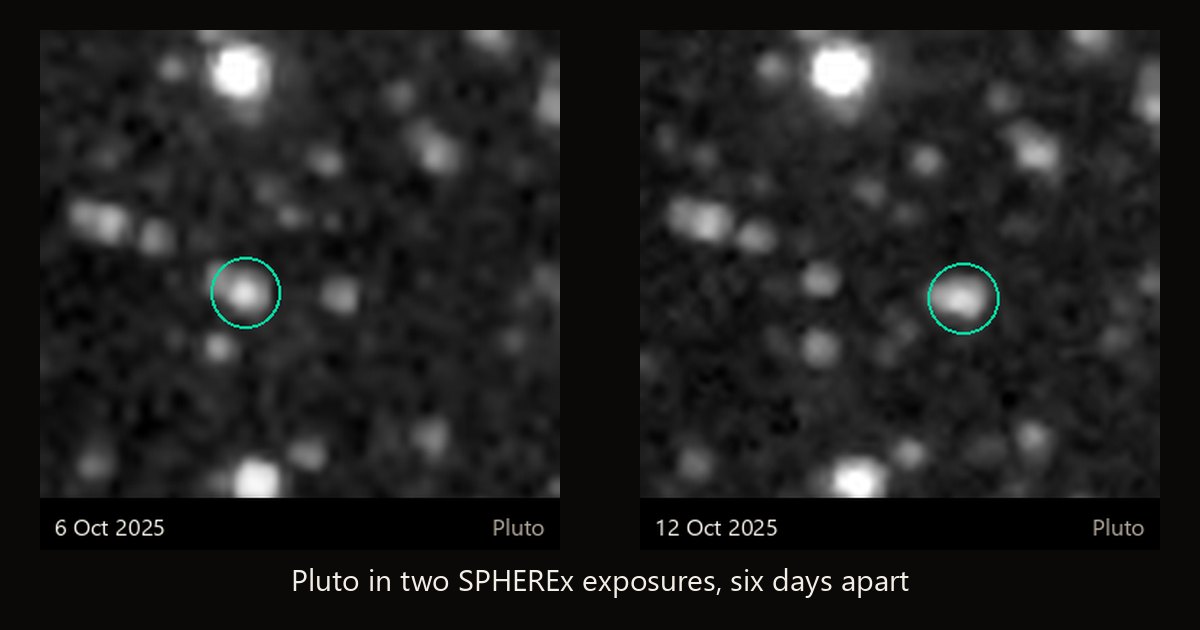 6 Oct 2025
Pluto
12 Oct 2025
Pluto
Pluto in two SPHEREx exposures, six days apart